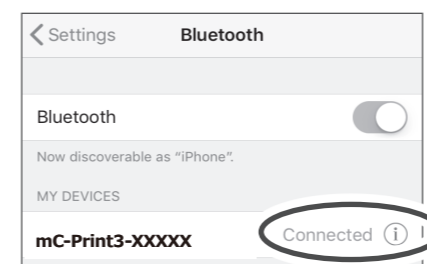 Settings Bluetooth
Bluetooth
Now discoverable as “iPhone”.
MY DEVICES
mC-Print3-XXXXX Connected i